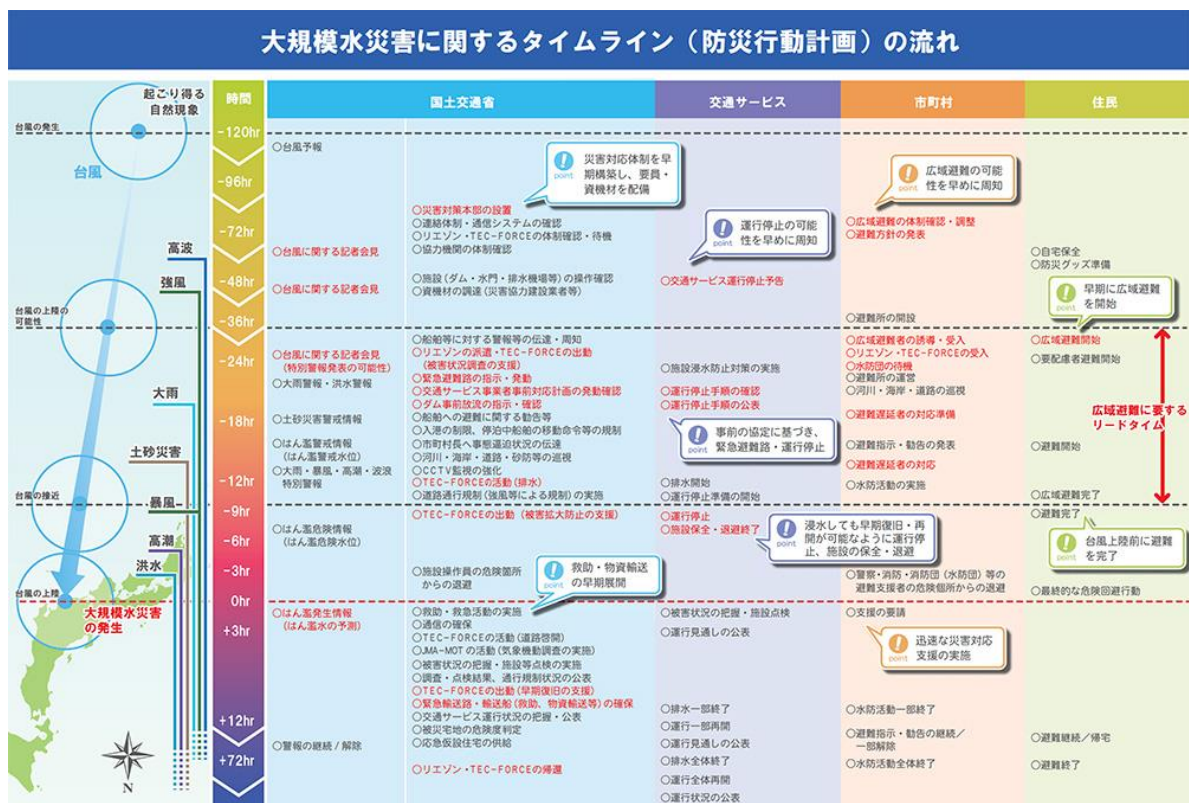 大規模水災害に関するタイムライン（防災行動計画）の流れ
起こり得る
自然現象
台風の発生
台風
高波
強風
台風の上陸の
可能性
大雨
土砂災害
台風の接近
暴風
高潮
洪水
台風の上陸
大規模水災害
の発生
N
時間
-120hr
-96hr
-72hr
-48hr
-36hr
-24hr
-18hr
-12hr
-9hr
-6hr
-3hr
0hr
+3hr
+12hr
+72hr
国土交通省
○台風予報
○台風に関する記者会見
○台風に関する記者会見
○台風に関する記者会見
（特別警報発表の可能性）
○大雨警報・洪水警報
○土砂災害警戒情報
○はん濫警戒情報
（はん濫警戒水位）
○大雨・暴風・高潮・波浪
特別警報
○はん濫危険情報
（はん濫危険水位）
○はん濫発生情報
（はん濫水の予測）
○警報の継続/解除
point
災害対応体制を早
期構築し、要員・
資機材を配備
○災害対策本部の設置
○連絡体制・通信システムの確認
○リエゾン・TEC-FORCEの体制確認・待機
○協力機関の体制確認
○施設（ダム・水門・排水機場等）の操作確認
○資機材の調達（災害協力建設業者等）
○船舶等に対する警報等の伝達・周知
○リエゾンの派遣・TEC-FORCEの出動
（被害状況調査の支援）
○緊急避難路の指示・発動
○交通サービス事業者事前対応計画の発動確認
○ダム事前放流の指示・確認
○船舶への避難に関する勧告等
○入港の制限、停泊中船舶の移動命令等の規制
○市町村長へ事態逼迫状況の伝達
○河川・海岸・道路・砂防等の巡視
○CCTV監視の強化
○TEC-FORCEの活動（排水）
○道路通行規制（強風等による規制）の実施
○TEC-FORCEの出動（被害拡大防止の支援）
○施設操作員の危険箇所
からの退避
point
救助・物資輸送
の早期展開
○救助・救急活動の実施
○通信の確保
○TEC-FORCEの活動（道路啓開）
○JMA-MOTの活動（気象機動調査の実施）
○被害状況の把握・施設等点検の実施
○調査・点検結果、通行規制状況の公表
○TEC-FORCEの出動（早期復旧の支援）
○緊急輸送路・輸送船（救助、物資輸送等）の確保
○交通サービス運行状況の把握・公表
○被災宅地の危険度判定
○応急仮設住宅の供給
○リエゾン・TEC-FORCEの帰還
交通サービス
point
運行停止の可能
性を早めに周知
○交通サービス運行停止予告
○施設浸水防止対策の実施
○運行停止手順の確認
○運行停止手順の公表
point
事前の協定に基づき、
緊急避難路・運行停止
○排水開始
○運行停止準備の開始
○運行停止
○施設保全・退避終了
point
浸水しても早期復旧・再
開が可能なように運行停
止、施設の保全・退避
○被害状況の把握・施設点検
○運行見通しの公表
○排水一部終了
○運行一部再開
○運行見通しの公表
○排水全体終了
○運行全体再開
○運行状況の公表
市町村
point
広域避難の可能
性を早めに周知
○広域避難の体制確認・調整
○避難方針の発表
○避難所の開設
○広域避難者の誘導・受入
○リエゾン・TEC-FORCEの受入
○水防団の待機
○避難所の運営
○河川・海岸・道路の巡視
○避難遅延者の対応準備
○避難指示・勧告の発表
○避難遅延者の対応
○水防活動の実施
○警察・消防・消防団（水防団）等の
避難支援者の危険個所からの退避
○支援の要請
point
迅速な災害対応
支援の実施
○水防活動一部終了
○避難指示・勧告の継続/
一部解除
○水防活動全体終了
住民
○自宅保全
○防災グッズ準備
point
早期に広域避難
を開始
○広域避難開始
○要配慮者避難開始
広域避難に要する
リードタイム
○避難開始
○広域避難完了
○避難完了
point
台風上陸前に避難
を完了
○最終的な危険回避行動
○避難継続/帰宅
○避難終了